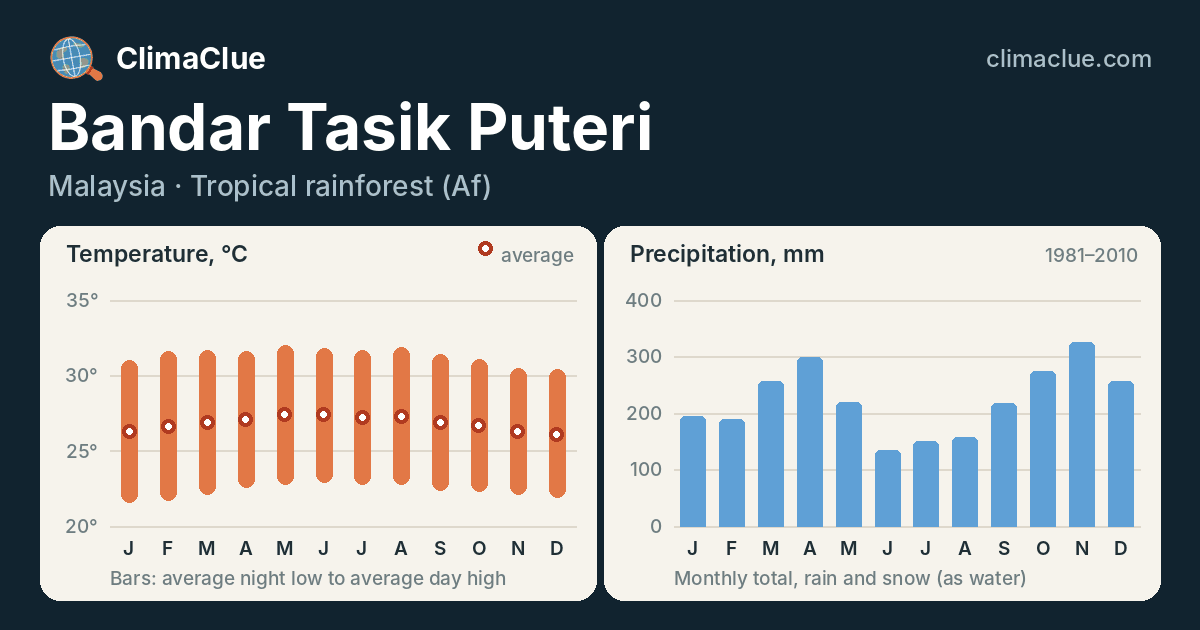 ClimaClue
climaclue.com
Bandar Tasik Puteri
Malaysia · Tropical rainforest (Af)
Temperature, °C
average
35°
30°
25°
20°
J F M A M J J A S O N D
Bars: average night low to average day high
Precipitation, mm
1981–2010
400
300
200
100
0
J F M A M J J A S O N D
Monthly total, rain and snow (as water)